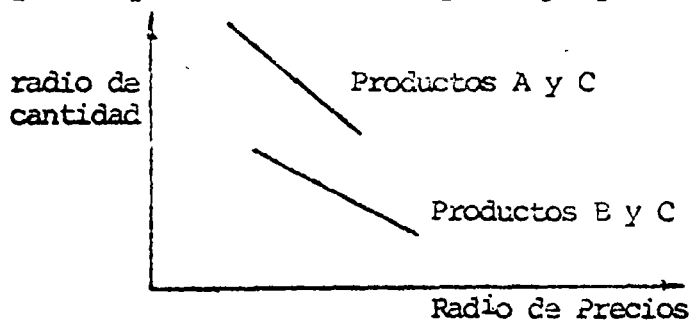 radio de
cantidad
Productos A y C
Productos B y C
Radio de Precios